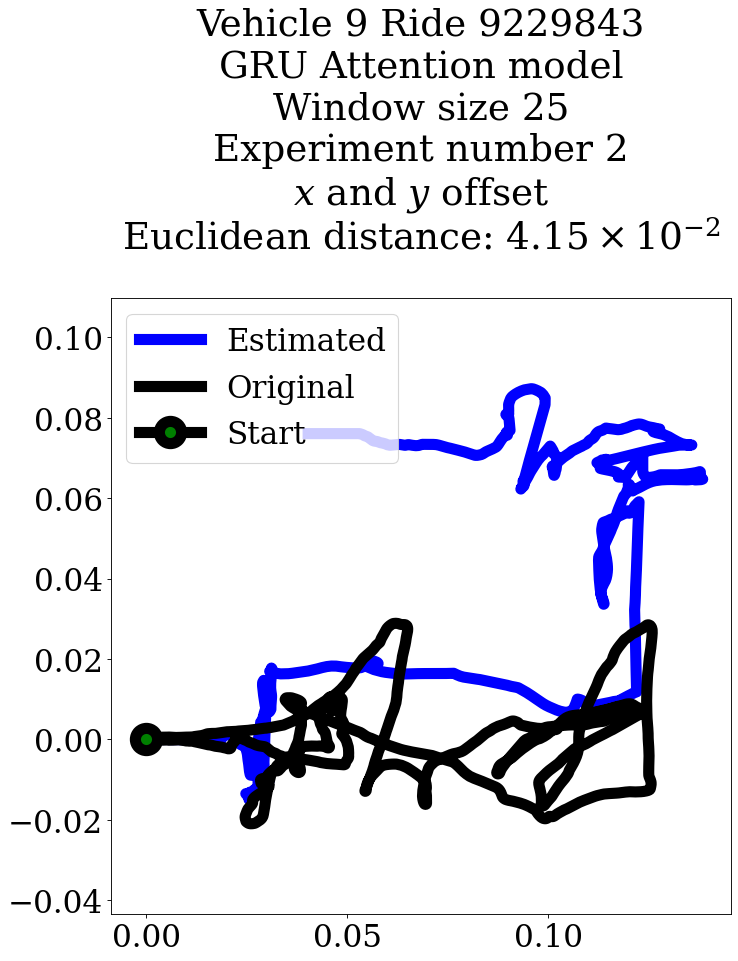 Vehicle 9 Ride 9229843
GRU Attention model
Window size 25
Experiment number 2
x and y offset
Euclidean distance: 4.15 × 10⁻²
Estimated
Original
Start
0.10
0.08
0.06
0.04
0.02
0.00
−0.02
−0.04
0.00 0.05 0.10